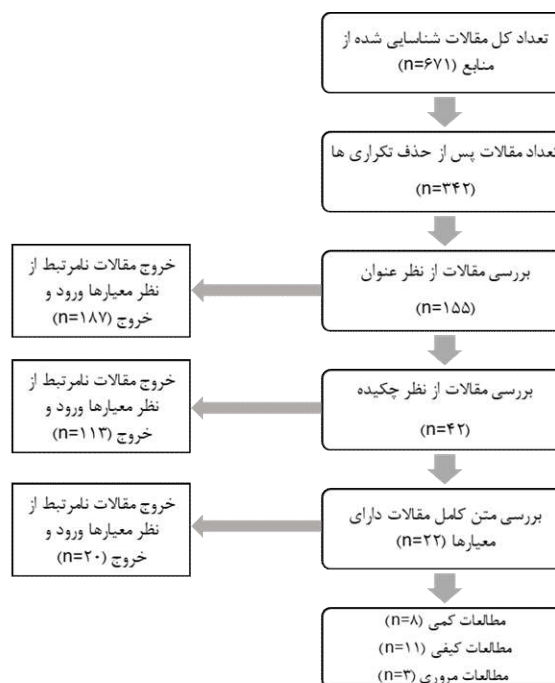 تعداد کل مقالات شناسایی شده از
منابع (n=۶۷۱)
تعداد مقالات پس از حذف تکراری ها
(n=۳۴۲)
بررسی مقالات از نظر عنوان
(n=۱۵۵)
خروج مقالات نامرتبط از
نظر معیارها ورود و
خروج (n=۱۸۷)
بررسی مقالات از نظر چکیده
(n=۴۲)
خروج مقالات نامرتبط از
نظر معیارها ورود و
خروج (n=۱۱۳)
بررسی متن کامل مقالات دارای
معیارها (n=۲۲)
خروج مقالات نامرتبط از
نظر معیارها ورود و
خروج (n=۲۰)
مطالعات کمی (n=۸)
مطالعات کیفی (n=۱۱)
مطالعات مروری (n=۳)